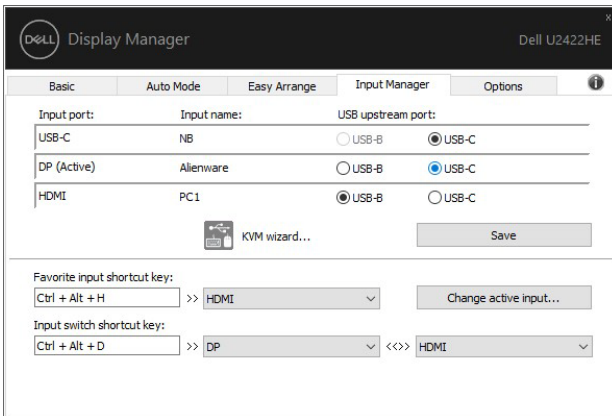 x
DELL Display Manager Dell U2422HE
Basic Auto Mode Easy Arrange Input Manager Options i
Input port: Input name: USB upstream port:
USB-C NB USB-B USB-C
DP (Active) Alienware USB-B USB-C
HDMI PC1 USB-B USB-C
KVM wizard... Save
Favorite input shortcut key:
Ctrl + Alt + H >> HDMI Change active input...
Input switch shortcut key:
Ctrl + Alt + D >> DP <<>> HDMI